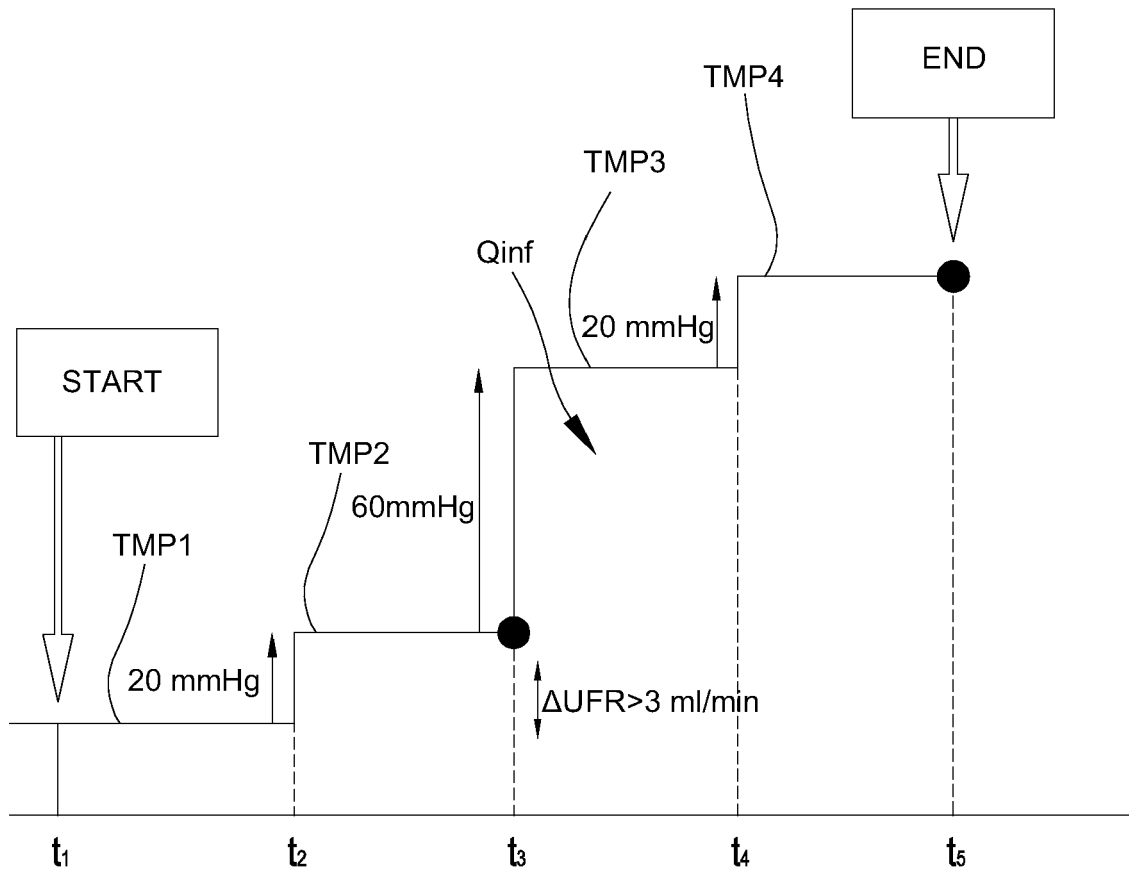 END
TMP4
TMP3
Qinf
20 mmHg
START
TMP2
60mmHg
TMP1
20 mmHg
ΔUFR>3 ml/min
t1
t2
t3
t4
t5